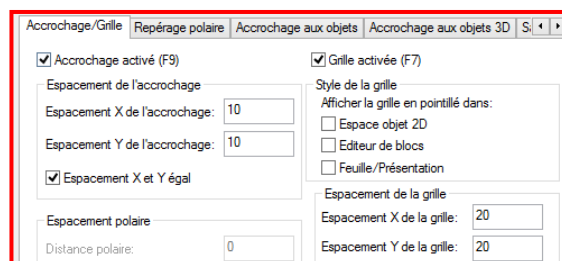 Accrochage/Grille Repérage polaire Accrochage aux objets Accrochage aux objets 3D
Accrochage activé (F9)
Espacement de l'accrochage
Espacement X de l'accrochage: 10
Espacement Y de l'accrochage: 10
Espacement X et Y égal
Espacement polaire
Distance polaire: 0
Grille activée (F7)
Style de la grille
Afficher la grille en pointillé dans:
Espace objet 2D
Editeur de blocs
Feuille/Présentation
Espacement de la grille
Espacement X de la grille: 20
Espacement Y de la grille: 20